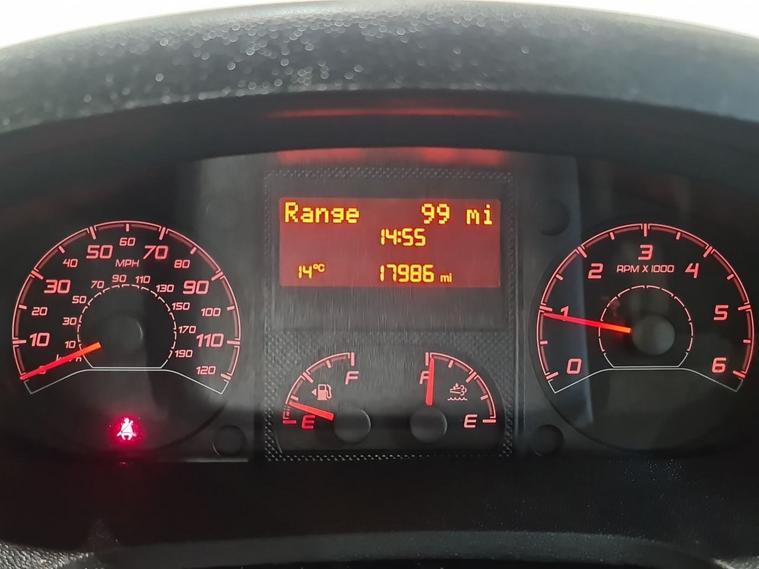 Range 99 mi
14:55
14°C 17986 mi
10 20 30 40 50 60 70 80 90 100 110 120
MPH
10 30 50 70 90 110 130 150 170 190
km/h
0 1 2 3 4 5 6
RPM X 1000
E F
F E